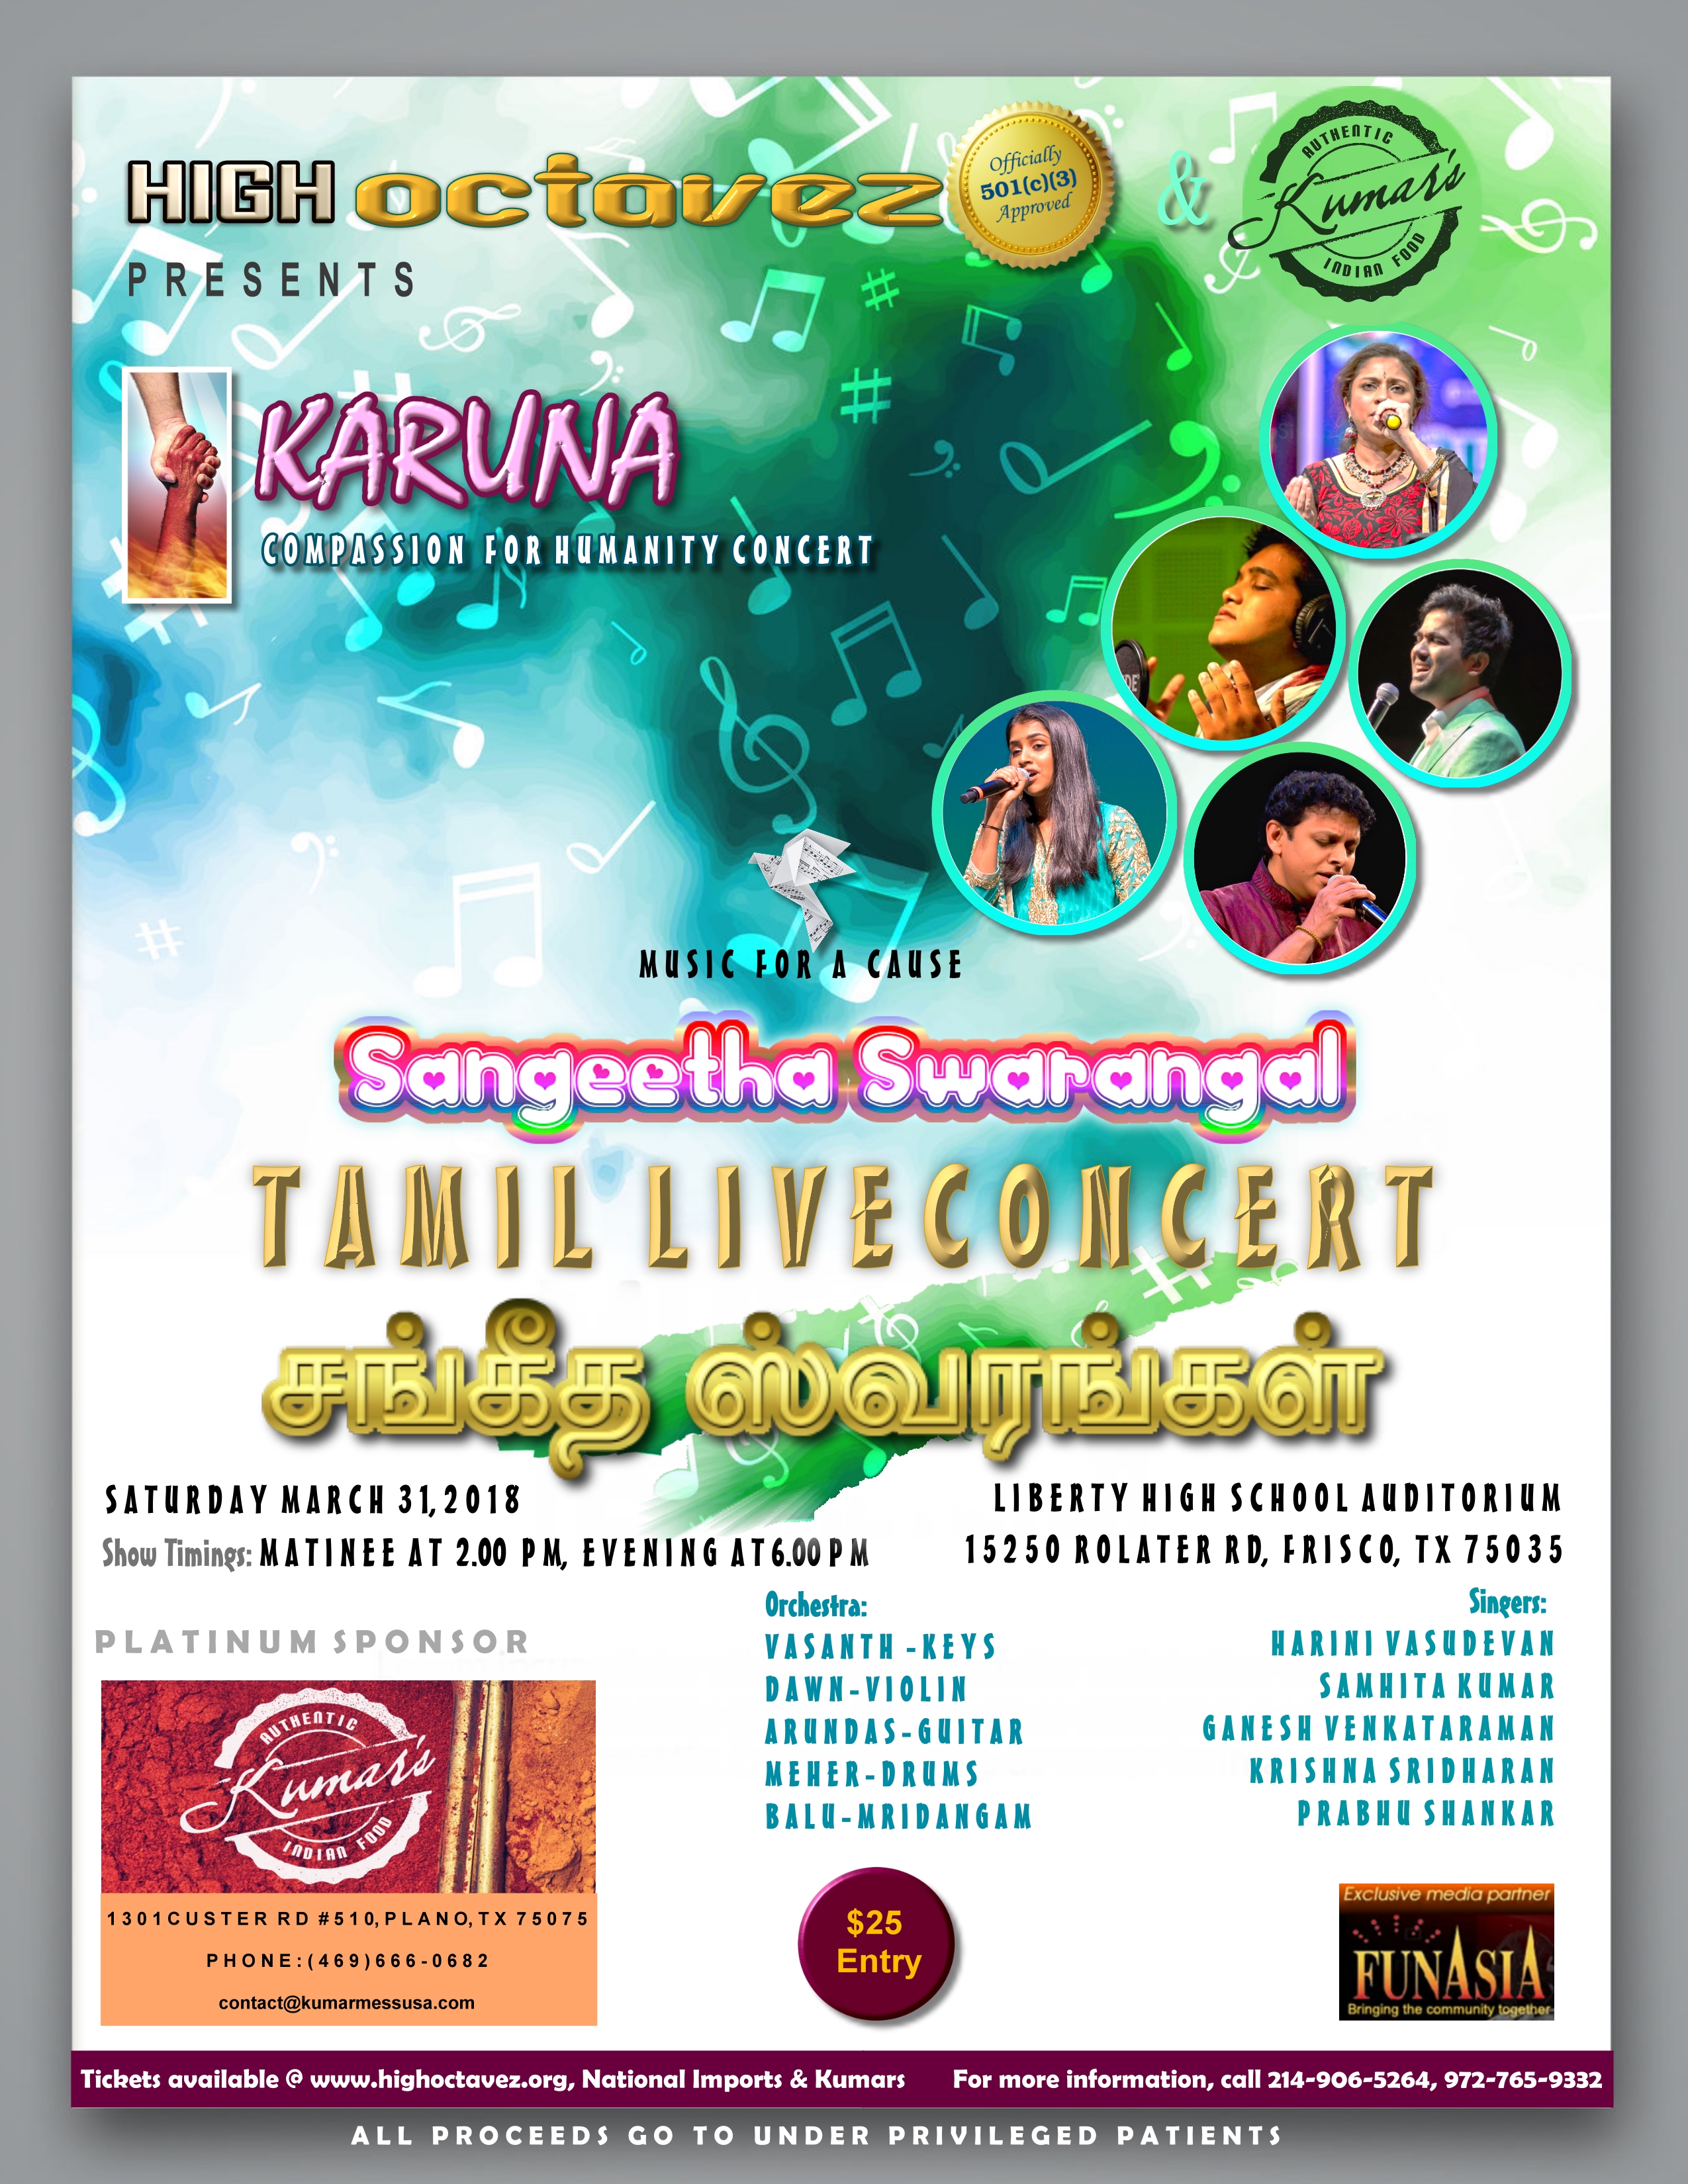 HIGH octavez
Officially
501(c)(3)
Approved
&
AUTHENTIC
Kumar's
INDIAN FOOD
PRESENTS
KARUNA
COMPASSION FOR HUMANITY CONCERT
MUSIC FOR A CAUSE
Sangeetha Swarangal
TAMIL LIVECONCERT
சங்கீத ஸ்வரங்கள்
SATURDAY MARCH 31,2018
Show Timings: MATINEE AT 2.00 PM, EVENING AT 6.00 PM
LIBERTY HIGH SCHOOL AUDITORIUM
15250 ROLATER RD, FRISCO, TX 75035
PLATINUM SPONSOR
AUTHENTIC
Kumar's
INDIAN FOOD
1301CUSTER RD #510,PLANO,TX 75075
PHONE:(469)666-0682
contact@kumarmessusa.com
Orchestra:
VASANTH -KEYS
DAWN-VIOLIN
ARUNDAS-GUITAR
MEHER-DRUMS
BALU-MRIDANGAM
Singers:
HARINI VASUDEVAN
SAMHITA KUMAR
GANESH VENKATARAMAN
KRISHNA SRIDHARAN
PRABHU SHANKAR
$25
Entry
Exclusive media partner
FUNASIA
Bringing the community together
Tickets available @ www.highoctavez.org, National Imports & Kumars
For more information, call 214-906-5264, 972-765-9332
ALL PROCEEDS GO TO UNDER PRIVILEGED PATIENTS